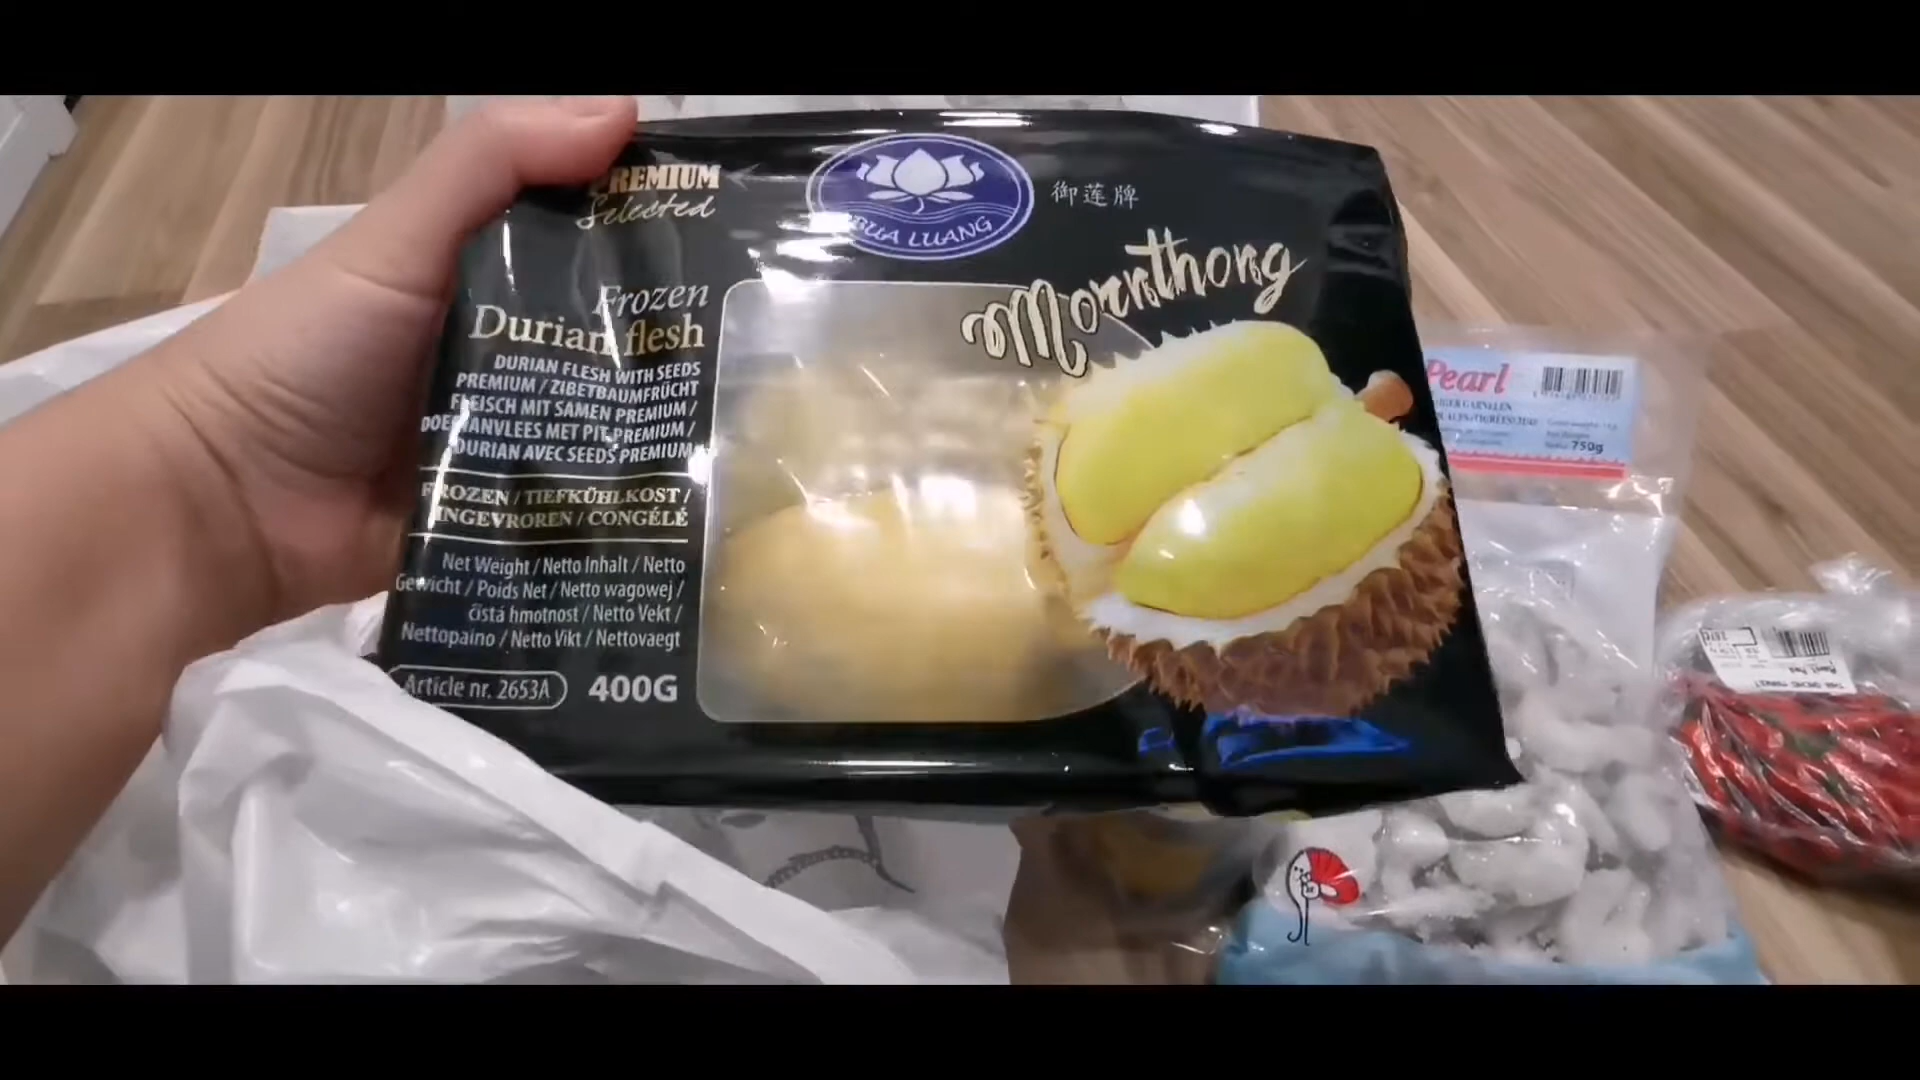 PREMIUM
Selected
BUA LUANG
御莲牌
Mornthong
Frozen
Durian flesh
DURIAN FLESH WITH SEEDS
PREMIUM / ZIBETBAUMFRÜCHT
FLEISCH MIT SAMEN PREMIUM /
DOERIANVLEES MET PIT PREMIUM /
DURIAN AVEC SEEDS PREMIUM
FROZEN / TIEFKÜHLKOST /
INGEVROREN / CONGÉLÉ
Net Weight / Netto Inhalt / Netto
Gewicht / Poids Net / Netto wagowej /
čistá hmotnost / Netto Vekt /
Nettopaino / Netto Vikt / Nettovaegt
Article nr. 2653A
400G
Pearl
750g